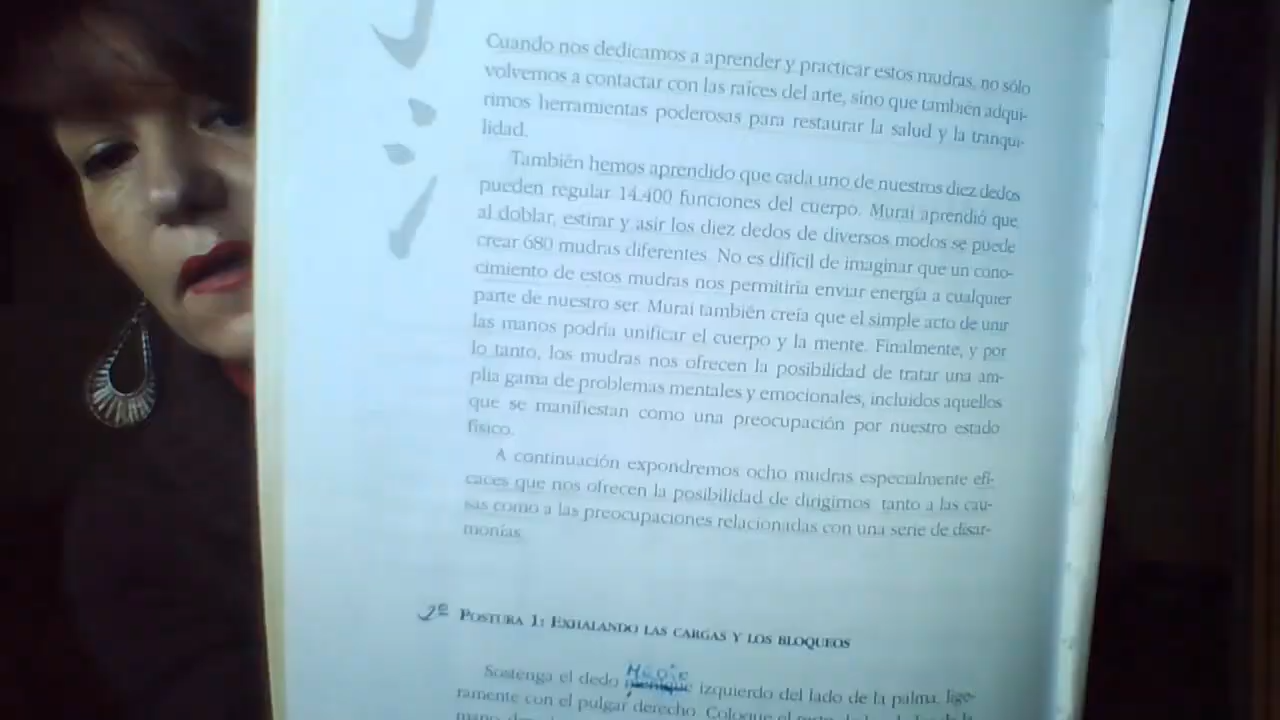 Cuando nos dedicamos a aprender y practicar estos mudras, no sólo
volvemos a contactar con las raíces del arte, sino que también adqui-
rimos herramientas poderosas para restaurar la salud y la tranqui-
lidad.
También hemos aprendido que cada uno de nuestros diez dedos
pueden regular 14.400 funciones del cuerpo. Murai aprendió que
al doblar, estirar y asir los diez dedos de diversos modos se puede
crear 680 mudras diferentes. No es difícil de imaginar que un cono-
cimiento de estos mudras nos permitiría enviar energía a cualquier
parte de nuestro ser. Murai también creía que el simple acto de unir
las manos podría unificar el cuerpo y la mente. Finalmente, y por
lo tanto, los mudras nos ofrecen la posibilidad de tratar una am-
plia gama de problemas mentales y emocionales, incluidos aquellos
que se manifiestan como una preocupación por nuestro estado
físico.
A continuación expondremos ocho mudras especialmente efi-
caces que nos ofrecen la posibilidad de dirigirnos tanto a las cau-
sas como a las preocupaciones relacionadas con una serie de disar-
monías.
2º POSTURA 1: EXHALANDO LAS CARGAS Y LOS BLOQUEOS
Sostenga el dedo izquierdo del lado de la palma, lige-
ramente con el pulgar derecho. Coloque el